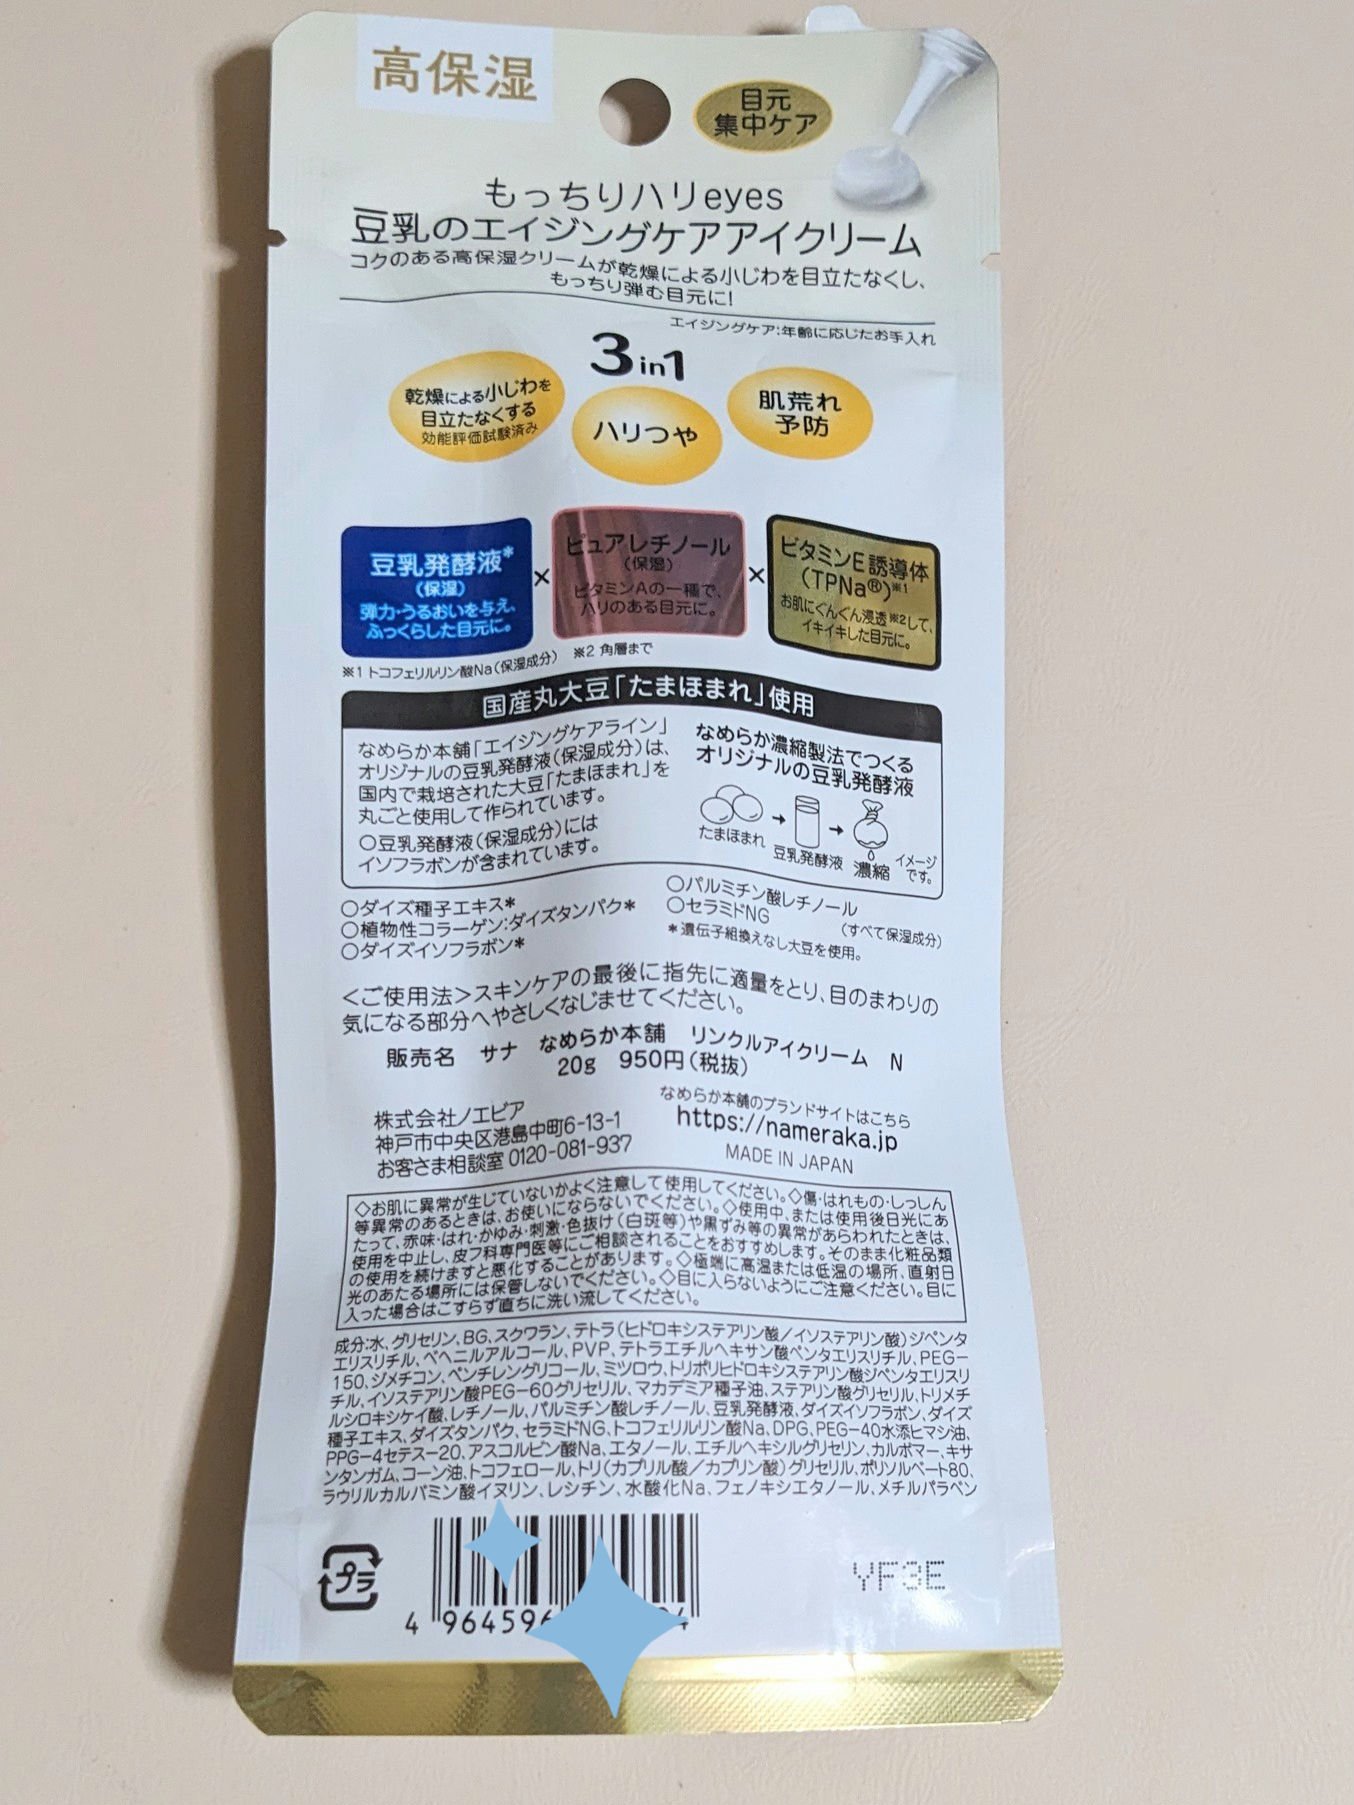 高保湿
目元
集中ケア
もっちりハリeyes
豆乳のエイジングケアアイクリーム
コクのある高保湿クリームが乾燥による小じわを目立たなくし、
もっちり弾む目元に!
エイジングケア:年齢に応じたお手入れ
3in1
乾燥による小じわを
目立たなくする
効能評価試験済み
ハリつや
肌荒れ
予防
豆乳発酵液*
(保湿)
弾力・うるおいを与え、
ふっくらした目元に。
×
ピュアレチノール
(保湿)
ビタミンAの一種で、
ハリのある目元に。
×
ビタミンE誘導体
(TPNa®)※1
お肌にぐんぐん浸透※2して、
イキイキした目元に。
※1 トコフェリルリン酸Na(保湿成分) ※2 角層まで
国産丸大豆「たまほまれ」使用
なめらか本舗「エイジングケアライン」
オリジナルの豆乳発酵液(保湿成分)は、
国内で栽培された大豆「たまほまれ」を
丸ごと使用して作られています。
○豆乳発酵液(保湿成分)には
イソフラボンが含まれています。
なめらか濃縮製法でつくる
オリジナルの豆乳発酵液
たまほまれ
豆乳発酵液
濃縮
イメージ
です。
○ダイズ種子エキス*
○植物性コラーゲン:ダイズタンパク*
○ダイズイソフラボン*
○パルミチン酸レチノール
○セラミドNG
(すべて保湿成分)
*遺伝子組換えなし大豆を使用。
<ご使用法>スキンケアの最後に指先に適量をとり、目のまわりの
気になる部分へやさしくなじませてください。
販売名 サナ なめらか本舗 リンクルアイクリーム N
20g 950円(税抜)
株式会社ノエビア
神戸市中央区港島中町6-13-1
お客さま相談室 0120-081-937
なめらか本舗のブランドサイトはこちら
https://nameraka.jp
MADE IN JAPAN
◇お肌に異常が生じていないかよく注意して使用してください。◇傷・はれもの・しっしん
等異常のあるときは、お使いにならないでください。◇使用中、または使用後日光にあ
たって、赤味・はれ・かゆみ・刺激・色抜け(白斑等)や黒ずみ等の異常があらわれたときは、
使用を中止し、皮フ科専門医等にご相談されることをおすすめします。そのまま化粧品類
の使用を続けますと悪化することがあります。◇極端に高温または低温の場所、直射日
光のあたる場所には保管しないでください。◇目に入らないようにご注意ください。目に
入った場合はこすらず直ちに洗い流してください。
成分:水、グリセリン、BG、スクワラン、テトラ(ヒドロキシステアリン酸/イソステアリン酸)ジペンタ
エリスリチル、ベヘニルアルコール、PVP、テトラエチルヘキサン酸ペンタエリスリチル、PEG-
150、ジメチコン、ペンチレングリコール、ミツロウ、トリポリヒドロキシステアリン酸ジペンタエリスリ
チル、イソステアリン酸PEG-60グリセリル、マカデミア種子油、ステアリン酸グリセリル、トリメチ
ルシロキシケイ酸、レチノール、パルミチン酸レチノール、豆乳発酵液、ダイズイソフラボン、ダイズ
種子エキス、ダイズタンパク、セラミドNG、トコフェリルリン酸Na、DPG、PEG-40水添ヒマシ油、
PPG-4セテス-20、アスコルビン酸Na、エタノール、エチルヘキシルグリセリン、カルボマー、キサ
ンタンガム、コーン油、トコフェロール、トリ(カプリル酸/カプリン酸)グリセリル、ポリソルベート80、
ラウリルカルバミン酸イヌリン、レシチン、水酸化Na、フェノキシエタノール、メチルパラベン
プラ
4 964596
4
YF3E